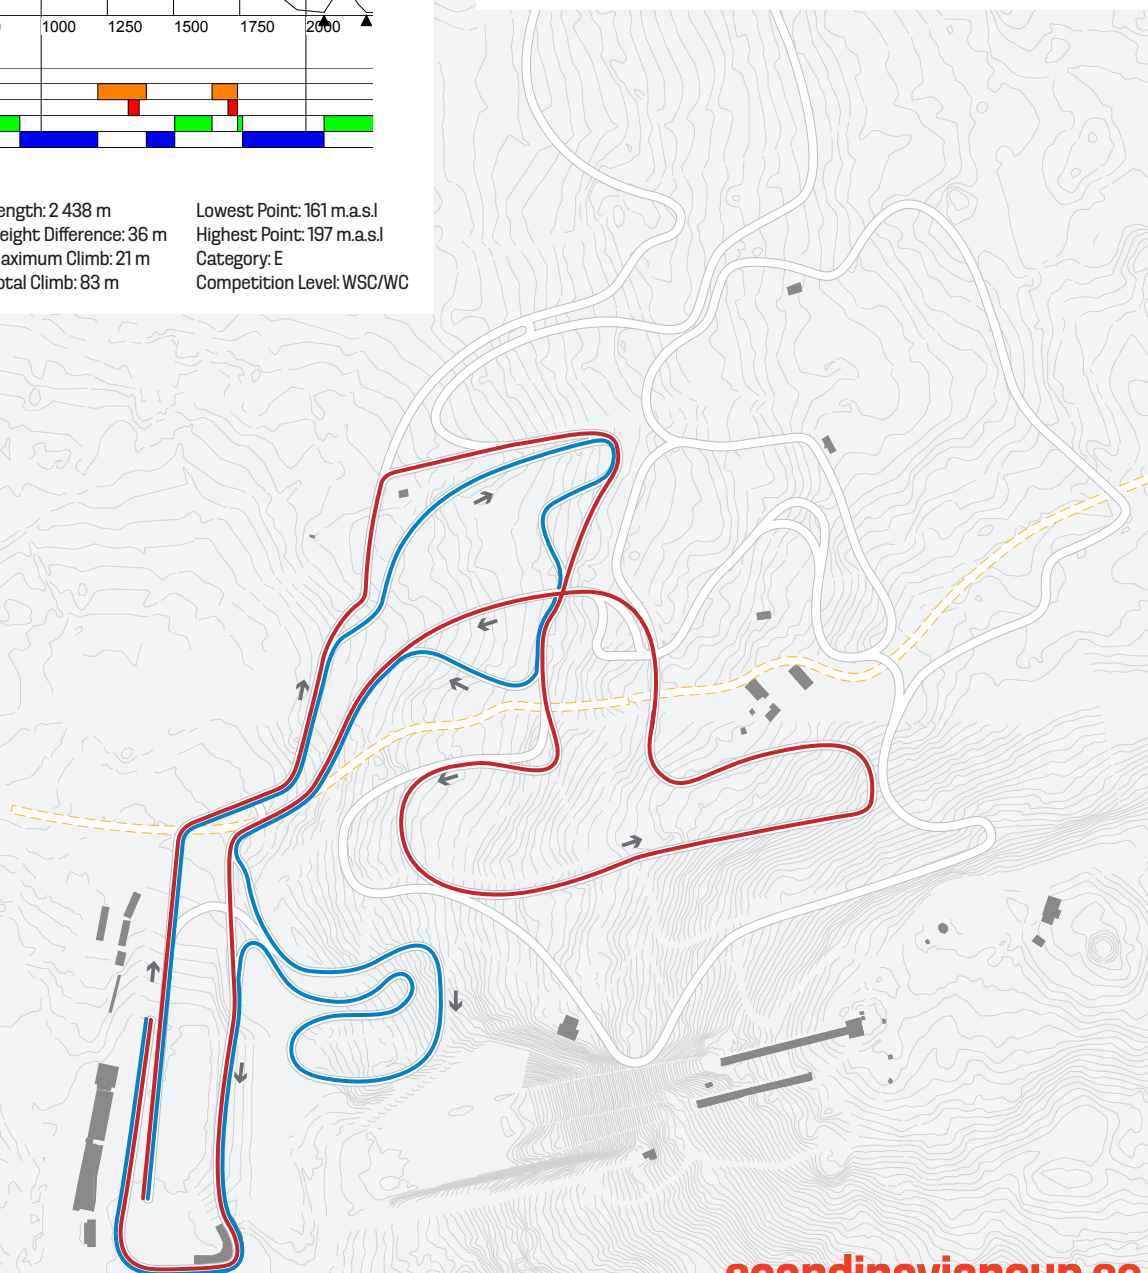 1000 1250 1500 1750 2000
ength: 2 438 m
eight Difference: 36 m
aximum Climb: 21 m
otal Climb: 83 m
Lowest Point: 161 m.a.s.l
Highest Point: 197 m.a.s.l
Category: E
Competition Level: WSC/WC